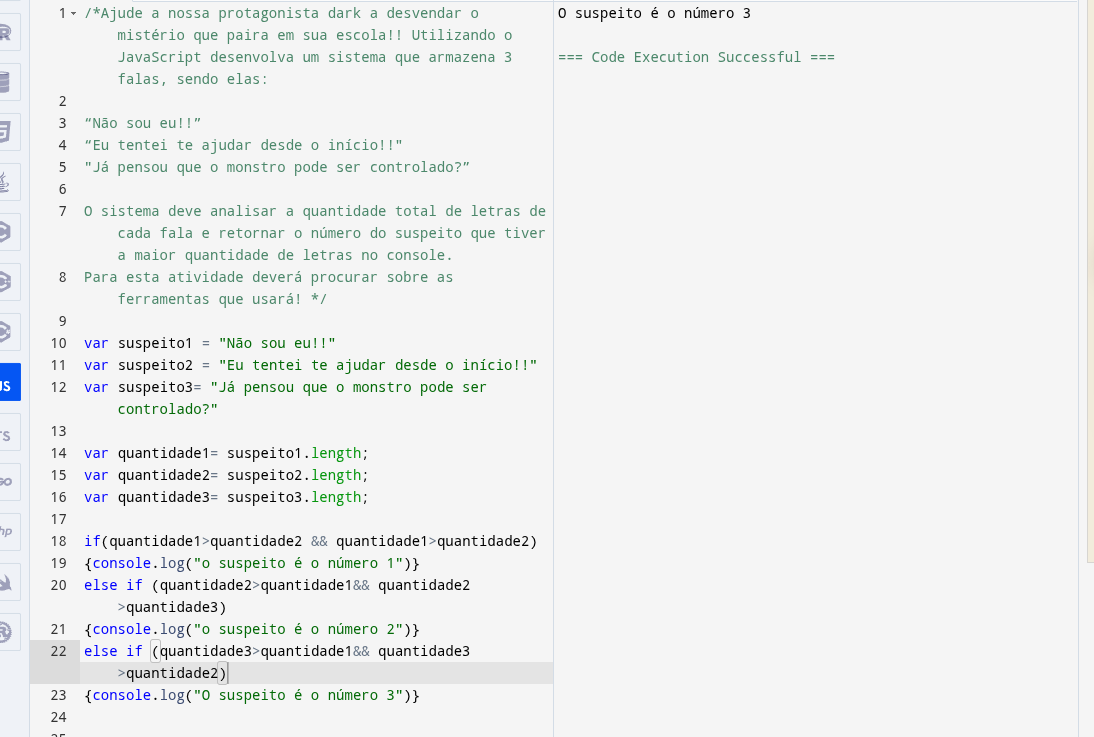 1 /*Ajude a nossa protagonista dark a desvendar o
mistério que paira em sua escola!! Utilizando o
JavaScript desenvolva um sistema que armazena 3
falas, sendo elas:
2
3 “Não sou eu!!”
4 “Eu tentei te ajudar desde o início!!"
5 "Já pensou que o monstro pode ser controlado?”
6
7 O sistema deve analisar a quantidade total de letras de
cada fala e retornar o número do suspeito que tiver
a maior quantidade de letras no console.
8 Para esta atividade deverá procurar sobre as
ferramentas que usará! */
9
10 var suspeito1 = "Não sou eu!!"
11 var suspeito2 = "Eu tentei te ajudar desde o início!!"
12 var suspeito3= "Já pensou que o monstro pode ser
controlado?"
13
14 var quantidade1= suspeito1.length;
15 var quantidade2= suspeito2.length;
16 var quantidade3= suspeito3.length;
17
18 if(quantidade1>quantidade2 && quantidade1>quantidade2)
19 {console.log("o suspeito é o número 1")}
20 else if (quantidade2>quantidade1&& quantidade2
>quantidade3)
21 {console.log("o suspeito é o número 2")}
22 else if (quantidade3>quantidade1&& quantidade3
>quantidade2)
23 {console.log("O suspeito é o número 3")}
24
O suspeito é o número 3
=== Code Execution Successful ===
JS